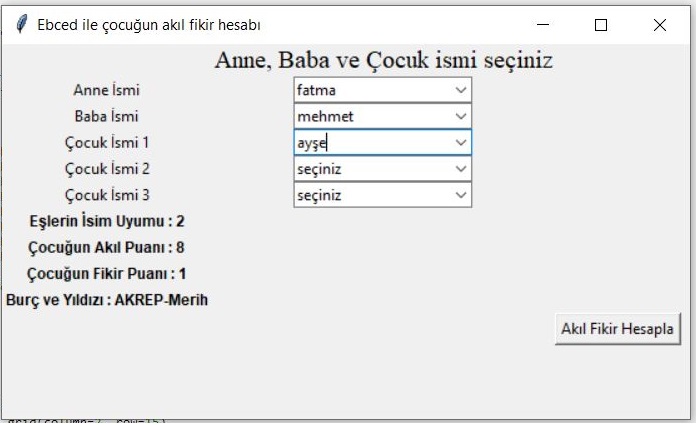 Ebced ile çocuğun akıl fikir hesabı
Anne, Baba ve Çocuk ismi seçiniz
Anne İsmi fatma
Baba İsmi mehmet
Çocuk İsmi 1 ayşe
Çocuk İsmi 2 seçiniz
Çocuk İsmi 3 seçiniz
Eşlerin İsim Uyumu : 2
Çocuğun Akıl Puanı : 8
Çocuğun Fikir Puanı : 1
Burç ve Yıldızı : AKREP-Merih
Akıl Fikir Hesapla